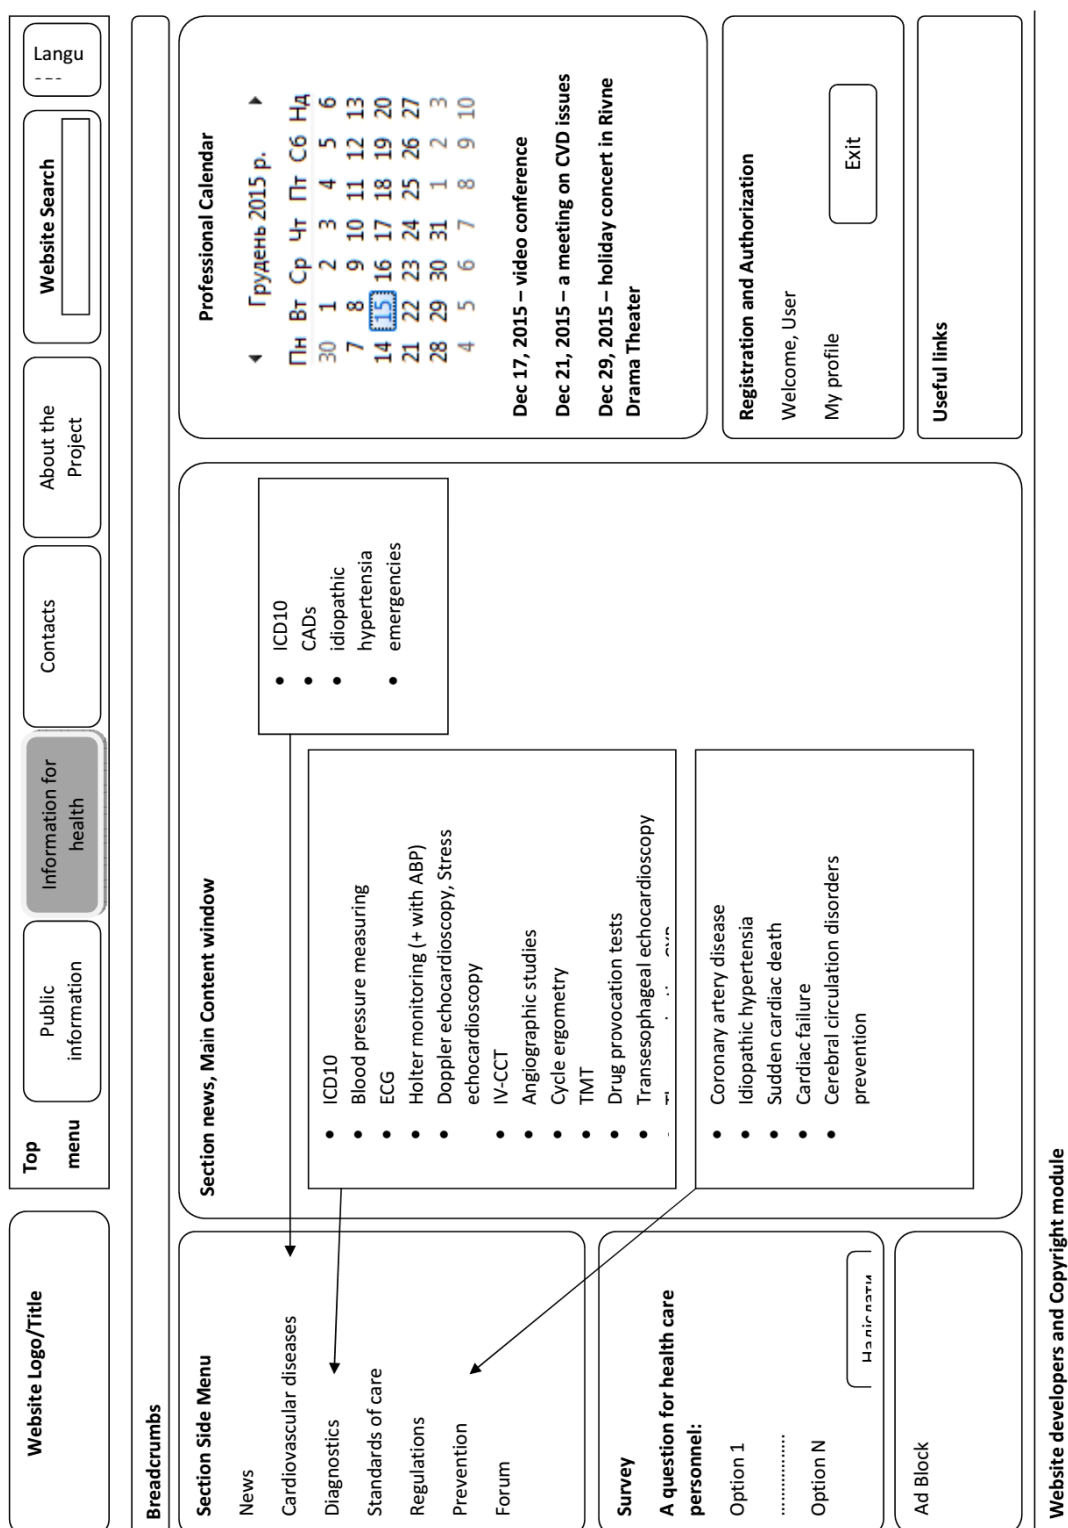 Website Logo/Title
Top
menu
Public
information
Information for
health
Contacts
About the
Project
Website Search
Langu
Breadcrumbs
Section Side Menu
News
Cardiovascular diseases
Diagnostics
Standards of care
Regulations
Prevention
Forum
Survey
A question for health care
personnel:
Option 1
..................
Option N
Ad Block
Section news, Main Content window
• ICD10
• CADs
• idiopathic
hypertensia
• emergencies
• ICD10
• Blood pressure measuring
• ECG
• Holter monitoring (+ with ABP)
• Doppler echocardioscopy, Stress
echocardioscopy
• IV-CCT
• Angiographic studies
• Cycle ergometry
• TMT
• Drug provocation tests
• Transesophageal echocardioscopy
• Coronary artery disease
• Idiopathic hypertensia
• Sudden cardiac death
• Cardiac failure
• Cerebral circulation disorders
prevention
Professional Calendar
Грудень 2015 р.
Пн Вт Ср Чт Пт Сб Нд
30 1 2 3 4 5 6
7 8 9 10 11 12 13
14 15 16 17 18 19 20
21 22 23 24 25 26 27
28 29 30 31 1 2 3
4 5 6 7 8 9 10
Dec 17, 2015 – video conference
Dec 21, 2015 – a meeting on CVD issues
Dec 29, 2015 – holiday concert in Rivne
Drama Theater
Registration and Authorization
Welcome, User
My profile
Exit
Useful links
Website developers and Copyright module